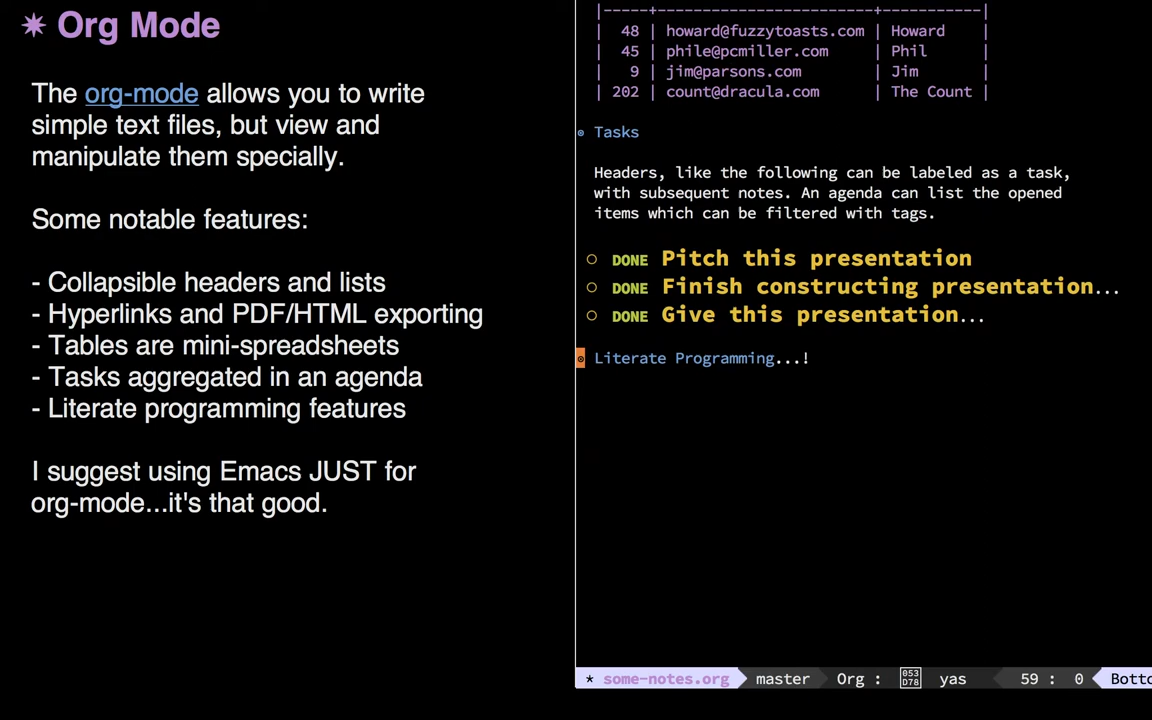 ✷ Org Mode
The org-mode allows you to write
simple text files, but view and
manipulate them specially.
Some notable features:
- Collapsible headers and lists
- Hyperlinks and PDF/HTML exporting
- Tables are mini-spreadsheets
- Tasks aggregated in an agenda
- Literate programming features
I suggest using Emacs JUST for
org-mode...it's that good.
|-----+------------------------+-----------|
| 48 | howard@fuzzytoasts.com | Howard |
| 45 | phile@pcmiller.com | Phil |
| 9 | jim@parsons.com | Jim |
| 202 | count@dracula.com | The Count |
Tasks
Headers, like the following can be labeled as a task,
with subsequent notes. An agenda can list the opened
items which can be filtered with tags.
○ DONE Pitch this presentation
○ DONE Finish constructing presentation...
○ DONE Give this presentation...
Literate Programming...!
* some-notes.org master Org : 053 D78 yas 59 : 0 Botto